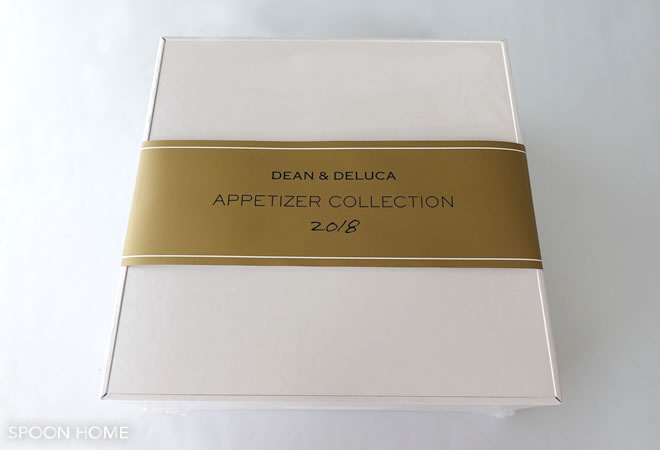 DEAN & DELUCA
APPETIZER COLLECTION
2018
SPOON HOME